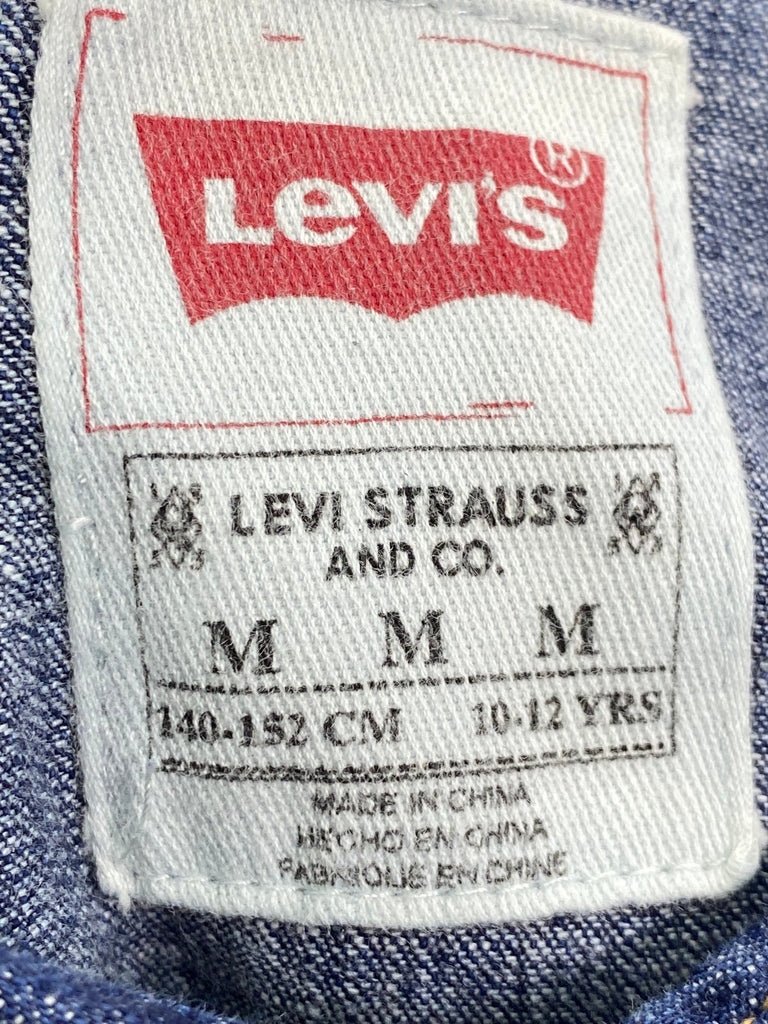 LEVI'S®
LEVI STRAUSS
AND CO.
M M M
140-152 CM 10-12 YRS
MADE IN CHINA
HECHO EN CHINA
FABRIQUE EN CHINE